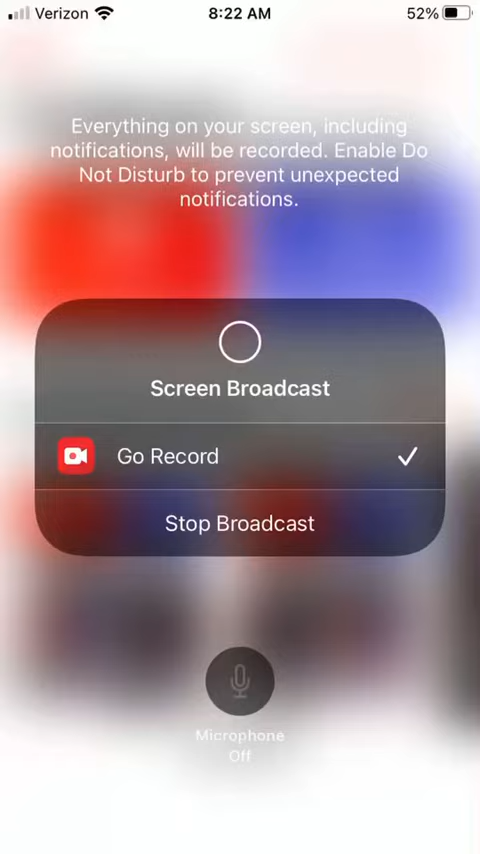 Verizon 8:22 AM 52%
Everything on your screen, including
notifications, will be recorded. Enable Do
Not Disturb to prevent unexpected
notifications.
Screen Broadcast
Go Record
Stop Broadcast
Microphone
Off